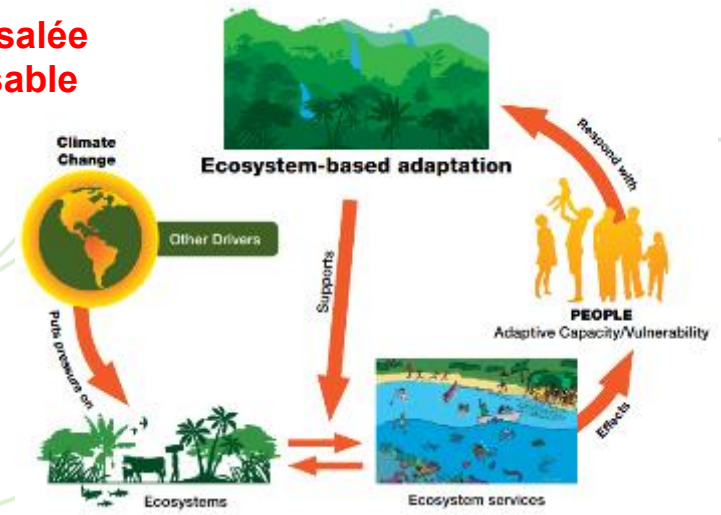 salée
sable
Climate
Change
Ecosystem-based adaptation
Respond with
Other Drivers
Supports
PEOPLE
Adaptive Capacity/Vulnerability
Puts pressure on
Effects
Ecosystems
Ecosystem services